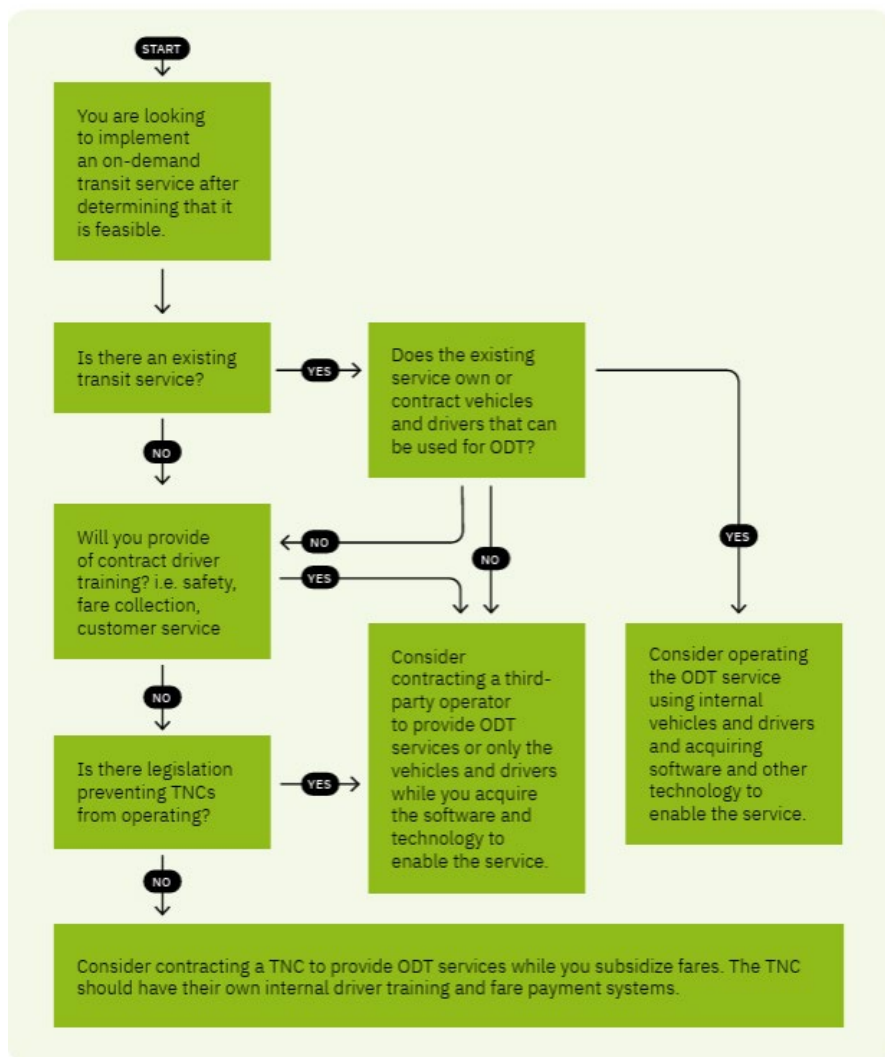 START
You are looking
to implement
an on-demand
transit service after
determining that it
is feasible.
Is there an existing
transit service?
YES
Does the existing
service own or
contract vehicles
and drivers that can
be used for ODT?
NO
Will you provide
of contract driver
training? i.e. safety,
fare collection,
customer service
NO
YES
NO
YES
Consider
contracting a third-
party operator
to provide ODT
services or only the
vehicles and drivers
while you acquire
the software and
technology to
enable the service.
Consider operating
the ODT service
using internal
vehicles and drivers
and acquiring
software and other
technology to
enable the service.
NO
Is there legislation
preventing TNCs
from operating?
YES
NO
Consider contracting a TNC to provide ODT services while you subsidize fares. The TNC
should have their own internal driver training and fare payment systems.